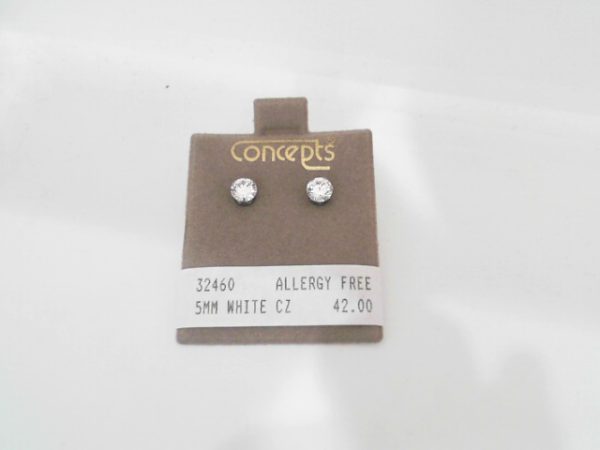 Concepts
32460 ALLERGY FREE
5MM WHITE CZ 42.00